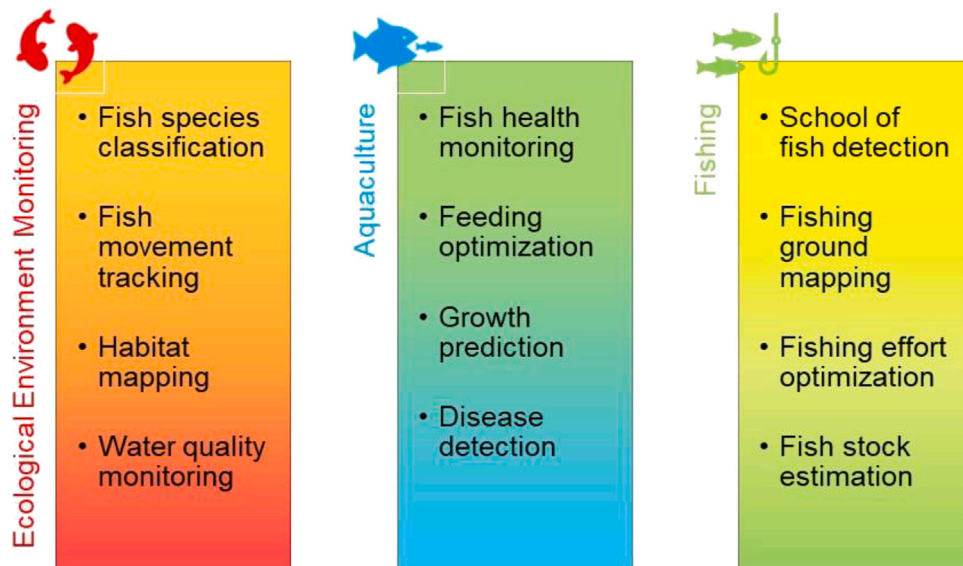 Ecological Environment Monitoring
• Fish species
classification
• Fish
movement
tracking
• Habitat
mapping
• Water quality
monitoring
Aquaculture
• Fish health
monitoring
• Feeding
optimization
• Growth
prediction
• Disease
detection
Fishing
• School of
fish detection
• Fishing
ground
mapping
• Fishing effort
optimization
• Fish stock
estimation